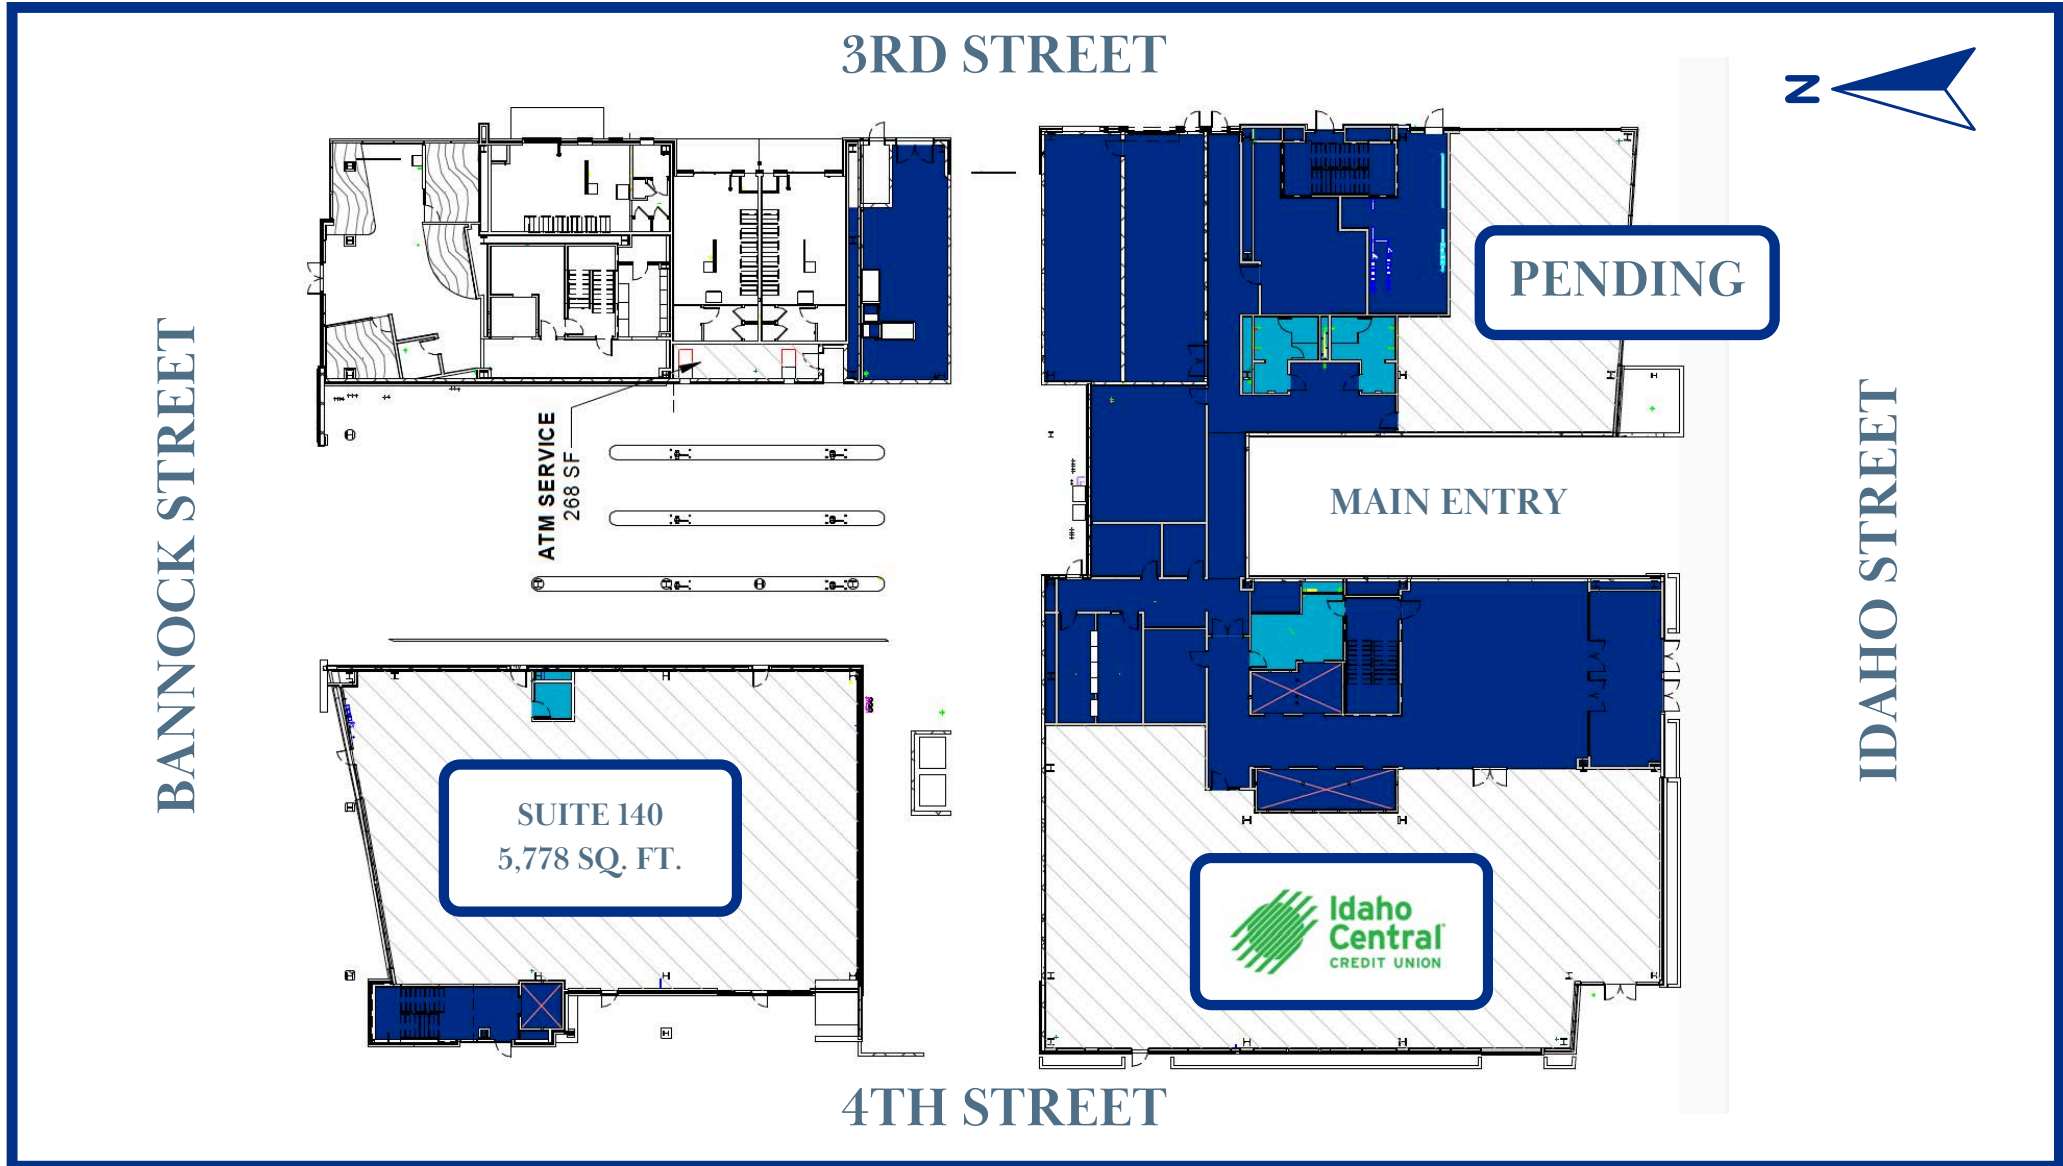 3RD STREET
N
PENDING
BANNOCK STREET
ATM SERVICE
268 SF
MAIN ENTRY
IDAHO STREET
SUITE 140
5,778 SQ. FT.
Idaho
Central
CREDIT UNION
4TH STREET